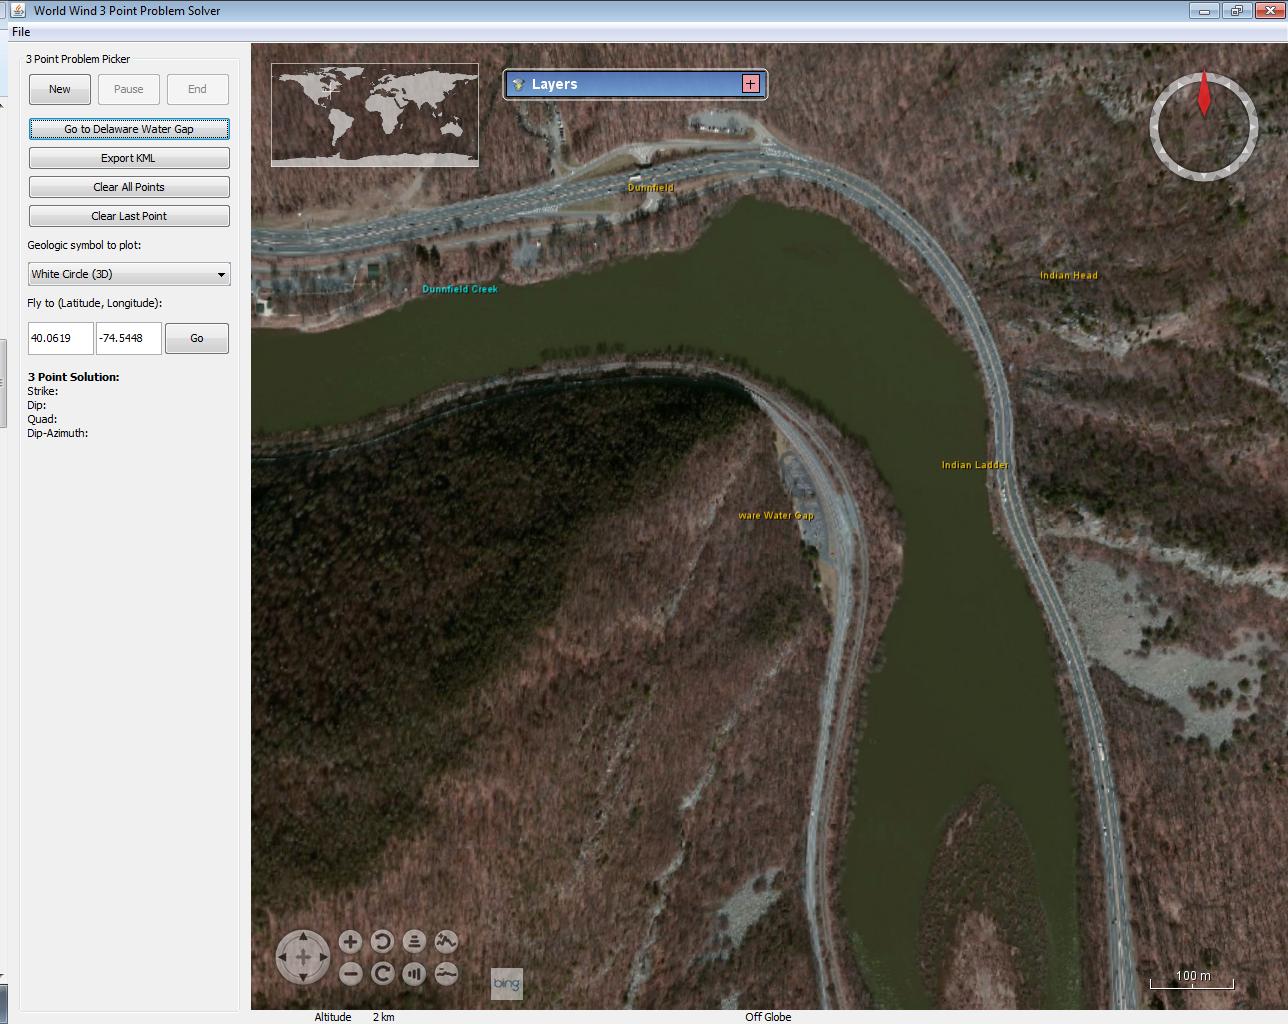 World Wind 3 Point Problem Solver
File
3 Point Problem Picker
New
Pause
End
Go to Delaware Water Gap
Export KML
Clear All Points
Clear Last Point
Geologic symbol to plot:
White Circle (3D)
Fly to (Latitude, Longitude):
40.0619
-74.5448
Go
3 Point Solution:
Strike:
Dip:
Quad:
Dip-Azimuth:
Layers
Dunnfield
Indian Head
Dunnfield Creek
Indian Ladder
ware Water Gap
bing
100 m
Altitude
2 km
Off Globe